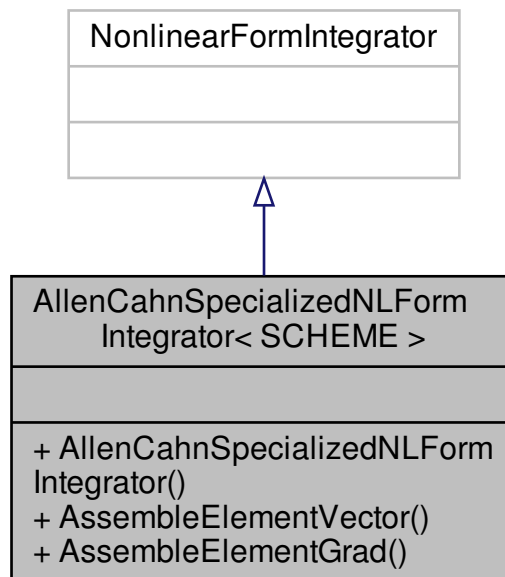 NonlinearFormIntegrator
AllenCahnSpecializedNLForm
Integrator< SCHEME >
+ AllenCahnSpecializedNLForm
Integrator()
+ AssembleElementVector()
+ AssembleElementGrad()